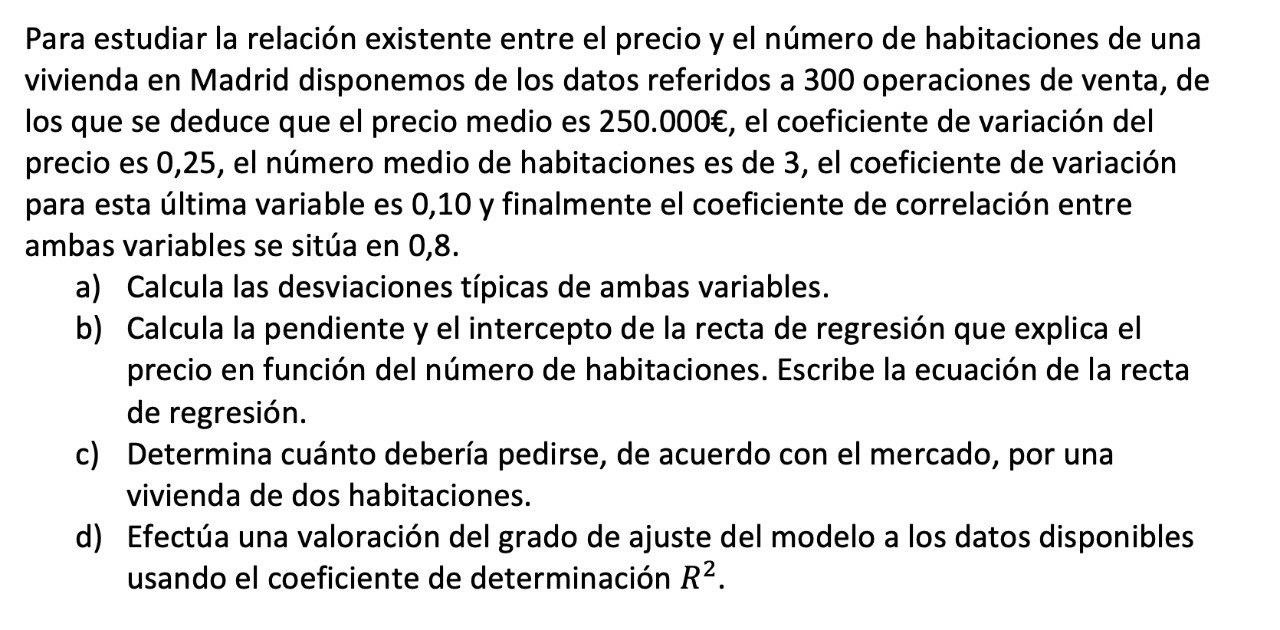 Para estudiar la relación existente entre el precio y el número de habitaciones de una
vivienda en Madrid disponemos de los datos referidos a 300 operaciones de venta, de
los que se deduce que el precio medio es 250.000€, el coeficiente de variación del
precio es 0,25, el número medio de habitaciones es de 3, el coeficiente de variación
para esta última variable es 0,10 y finalmente el coeficiente de correlación entre
ambas variables se sitúa en 0,8.
a) Calcula las desviaciones típicas de ambas variables.
b) Calcula la pendiente y el intercepto de la recta de regresión que explica el
precio en función del número de habitaciones. Escribe la ecuación de la recta
de regresión.
c) Determina cuánto debería pedirse, de acuerdo con el mercado, por una
vivienda de dos habitaciones.
d) Efectúa una valoración del grado de ajuste del modelo a los datos disponibles
usando el coeficiente de determinación R².